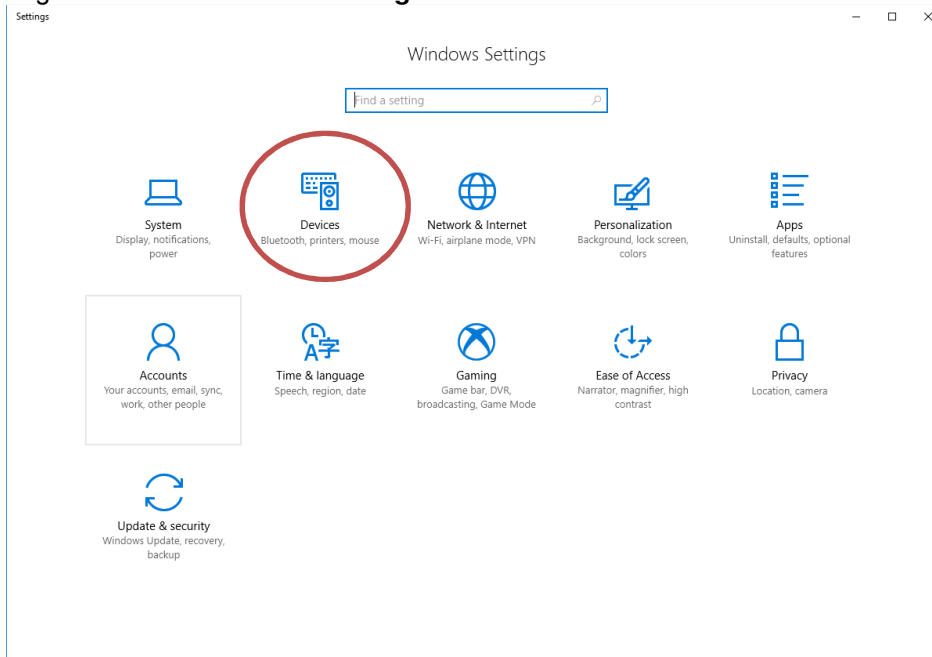 Settings
Windows Settings
Find a setting
System
Display, notifications,
power
Devices
Bluetooth, printers, mouse
Network & Internet
Wi-Fi, airplane mode, VPN
Personalization
Background, lock screen,
colors
Apps
Uninstall, defaults, optional
features
Accounts
Your accounts, email, sync,
work, other people
Time & language
Speech, region, date
Gaming
Game bar, DVR,
broadcasting, Game Mode
Ease of Access
Narrator, magnifier, high
contrast
Privacy
Location, camera
Update & security
Windows Update, recovery,
backup